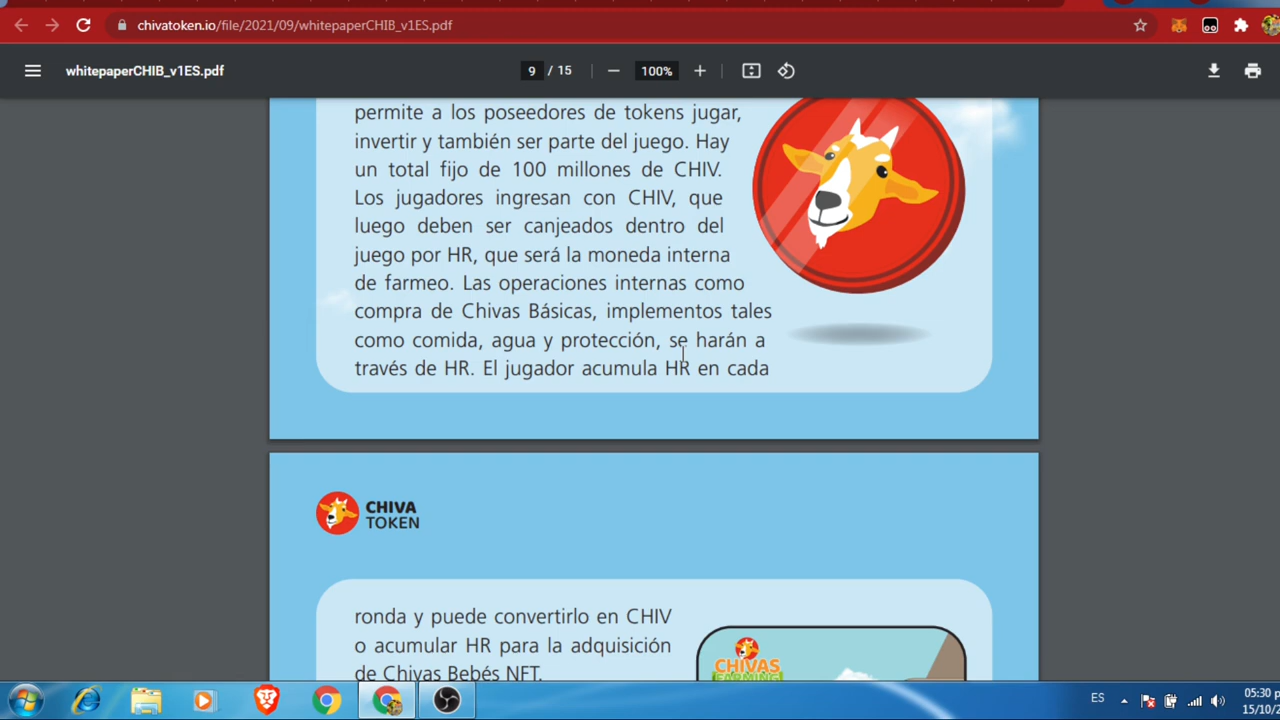 chivatoken.io/file/2021/09/whitepaperCHIB_v1ES.pdf
whitepaperCHIB_v1ES.pdf
9 / 15
100%
permite a los poseedores de tokens jugar,
invertir y también ser parte del juego. Hay
un total fijo de 100 millones de CHIV.
Los jugadores ingresan con CHIV, que
luego deben ser canjeados dentro del
juego por HR, que será la moneda interna
de farmeo. Las operaciones internas como
compra de Chivas Básicas, implementos tales
como comida, agua y protección, se harán a
través de HR. El jugador acumula HR en cada
CHIVA
TOKEN
ronda y puede convertirlo en CHIV
o acumular HR para la adquisición
de Chivas Bebés NFT.
CHIVAS
FARMING
ES
05:30 p
15/10/2